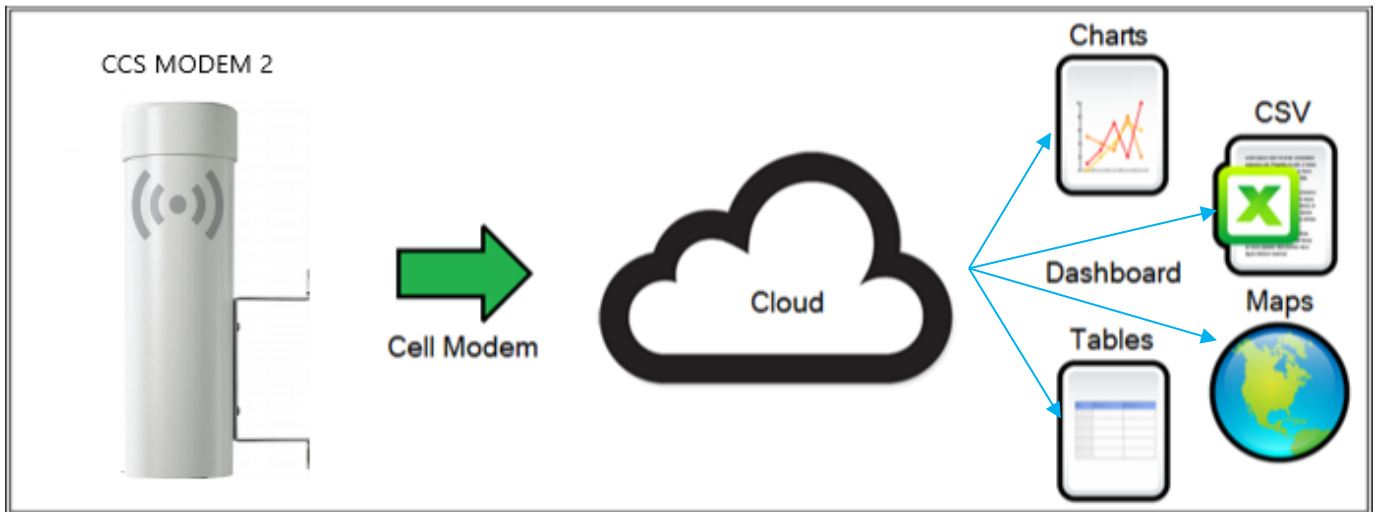 CCS MODEM 2
Cell Modem
Cloud
Charts
CSV
Dashboard
Maps
Tables